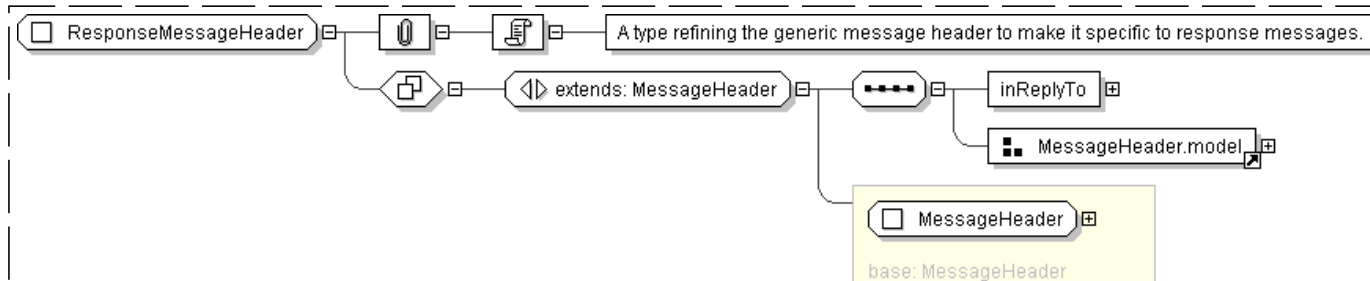 ResponseMessageHeader
A type refining the generic message header to make it specific to response messages.
extends: MessageHeader
inReplyTo
MessageHeader.model
MessageHeader
base: MessageHeader